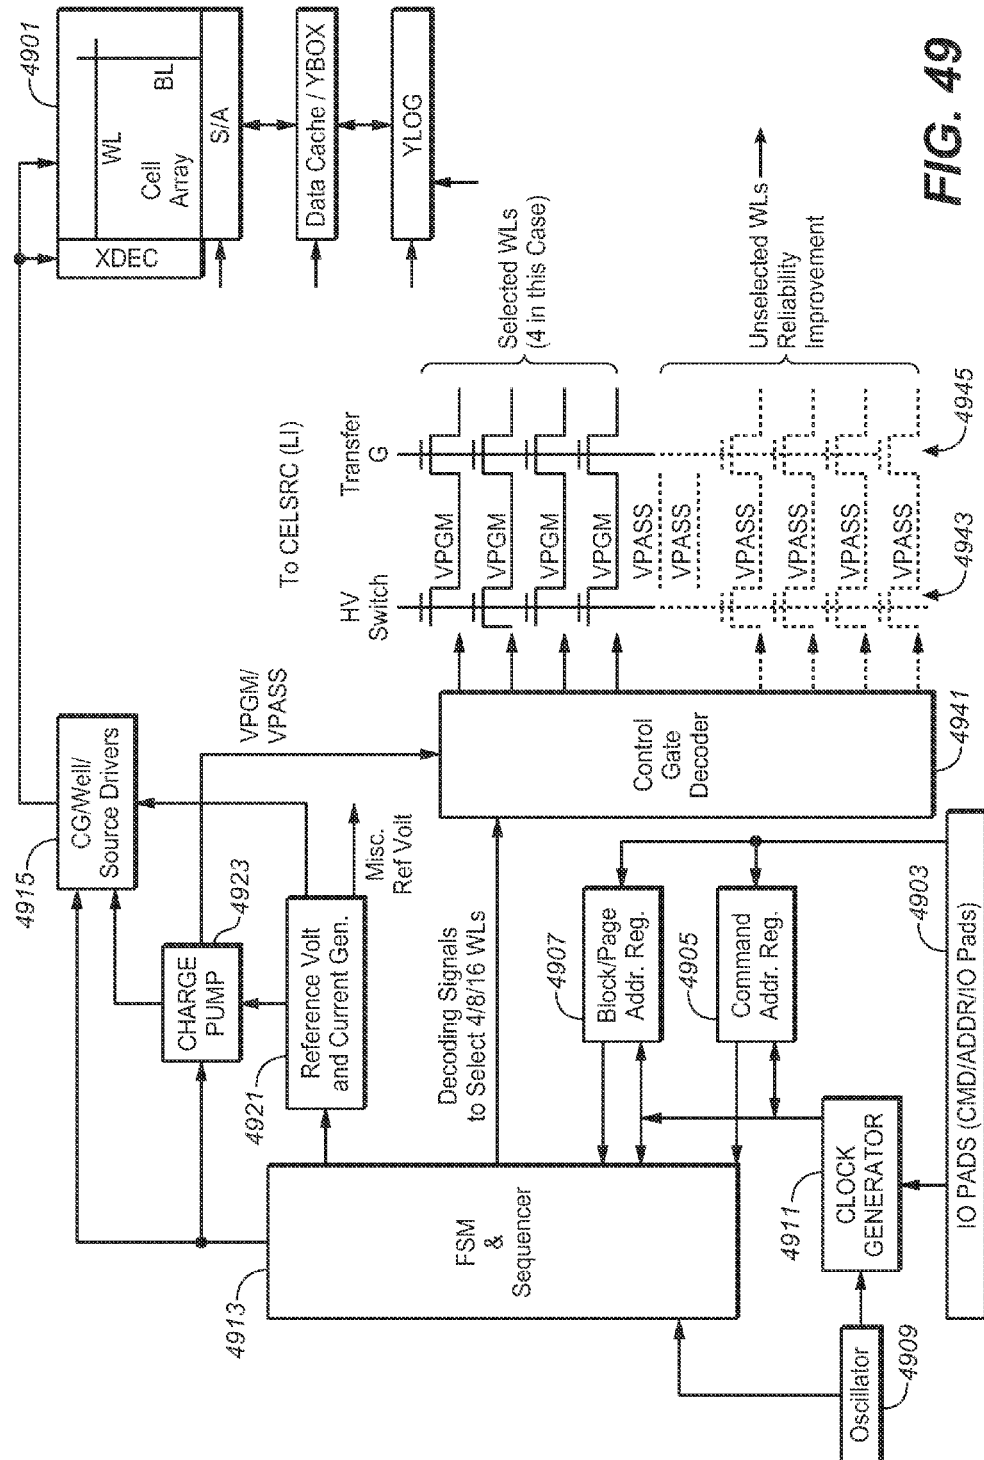 4901
WL
BL
Cell
Array
XDEC
S/A
Data Cache / YBOX
YLOG
4915
CG/Well/
Source Drivers
4923
CHARGE
PUMP
VPGM/
VPASS
4921
Reference Volt
and Current Gen.
Misc.
Ref Volt
To CELSRC (LI)
HV
Switch
Transfer
G
VPGM
VPGM
VPGM
VPGM
VPASS
VPASS
VPASS
VPASS
VPASS
VPASS
Selected WLs
(4 in this Case)
Unselected WLs
Reliability
Improvement
4943
4945
4913
FSM
&
Sequencer
Decoding Signals
to Select 4/8/16 WLs
Control
Gate
Decoder
4941
4907
Block/Page
Addr. Reg.
4905
Command
Addr. Reg.
4911
CLOCK
GENERATOR
4903
IO PADS (CMD/ADDR/IO Pads)
Oscillator
4909
FIG. 49